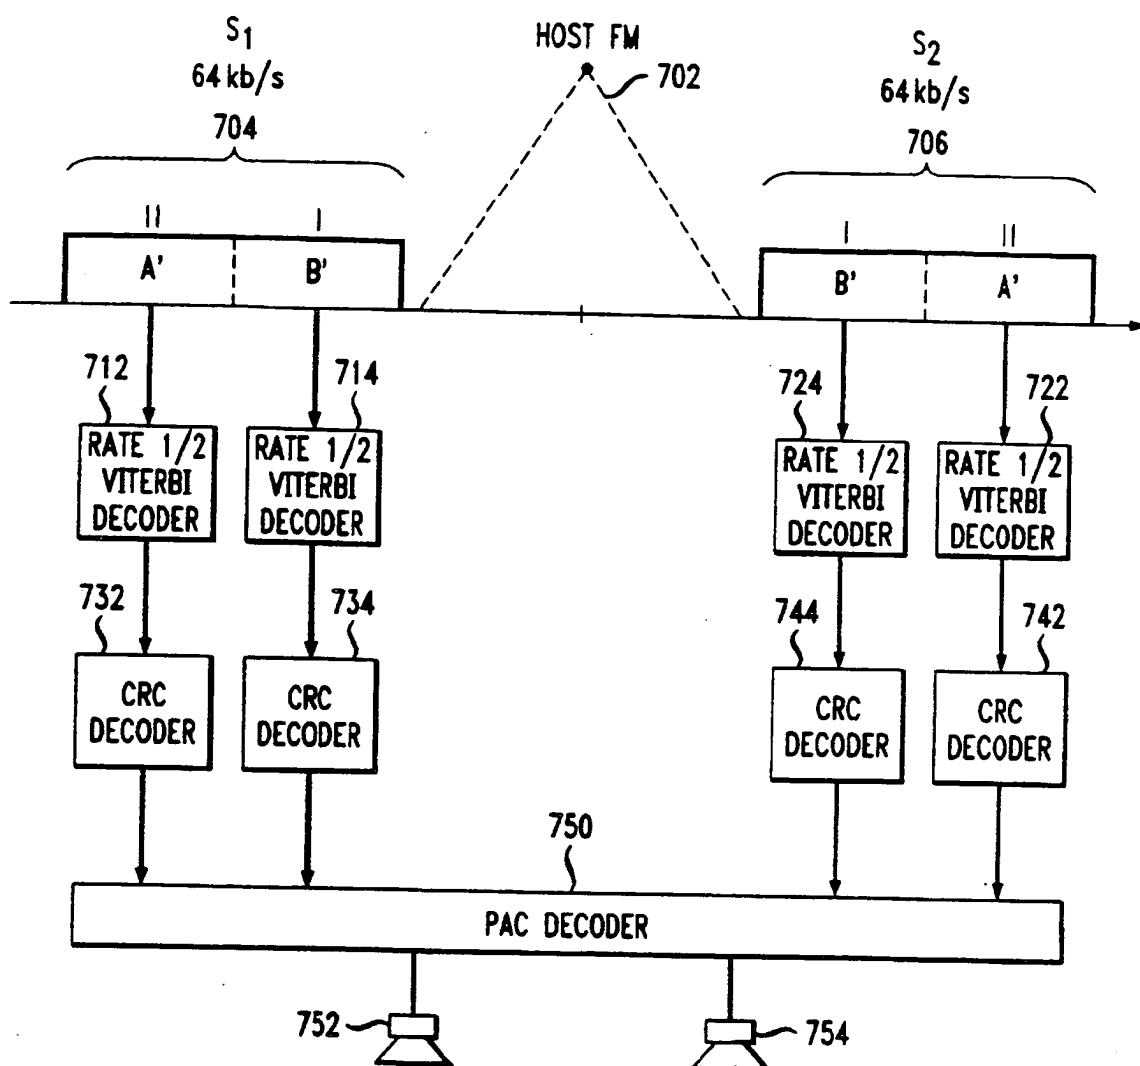 S1
64 kb/s
704
HOST FM
702
S2
64 kb/s
706
II
I
I
II
A'
B'
B'
A'
712
714
724
722
RATE 1/2
VITERBI
DECODER
RATE 1/2
VITERBI
DECODER
RATE 1/2
VITERBI
DECODER
RATE 1/2
VITERBI
DECODER
732
734
744
742
CRC
DECODER
CRC
DECODER
CRC
DECODER
CRC
DECODER
750
PAC DECODER
752
754